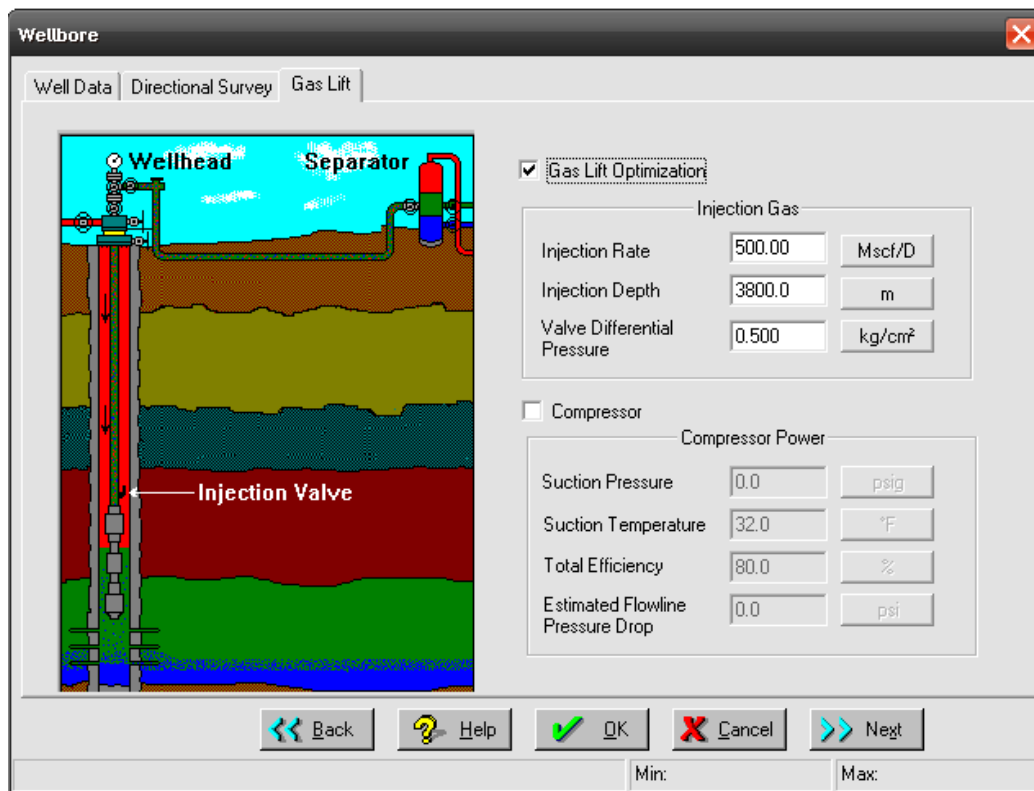 Wellbore
Well Data Directional Survey Gas Lift
Wellhead Separator
Injection Valve
Gas Lift Optimization
Injection Gas
Injection Rate 500.00 Mscf/D
Injection Depth 3800.0 m
Valve Differential Pressure 0.500 kg/cm²
Compressor
Compressor Power
Suction Pressure 0.0 psig
Suction Temperature 32.0 °F
Total Efficiency 80.0 %
Estimated Flowline Pressure Drop 0.0 psi
Back Help OK Cancel Next
Min: Max: